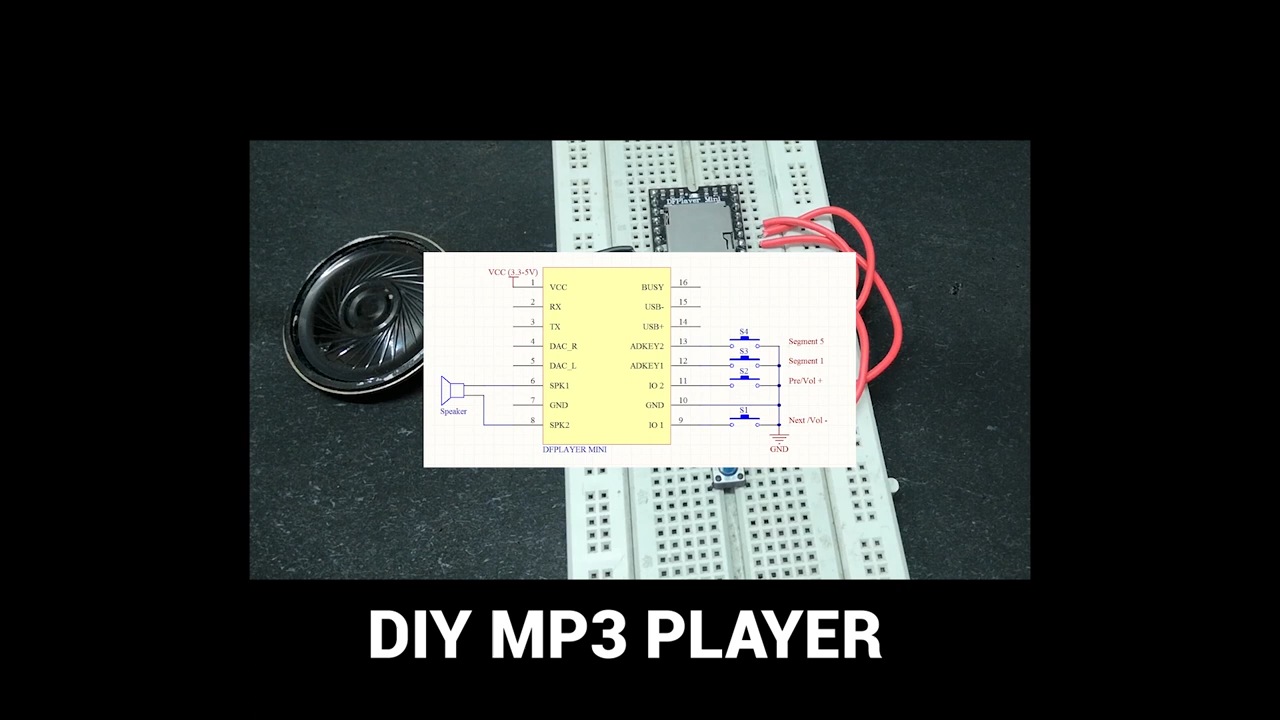 DFPlayer Mini
VCC (3.3-5V)
1 VCC BUSY 16
2 RX USB- 15
3 TX USB+ 14
4 DAC_R ADKEY2 13 S4 Segment 5
5 DAC_L ADKEY1 12 S3 Segment 1
6 SPK1 IO 2 11 S2 Pre/Vol +
7 GND GND 10
8 SPK2 IO 1 9 S1 Next /Vol -
Speaker
DFPLAYER MINI
GND
DIY MP3 PLAYER